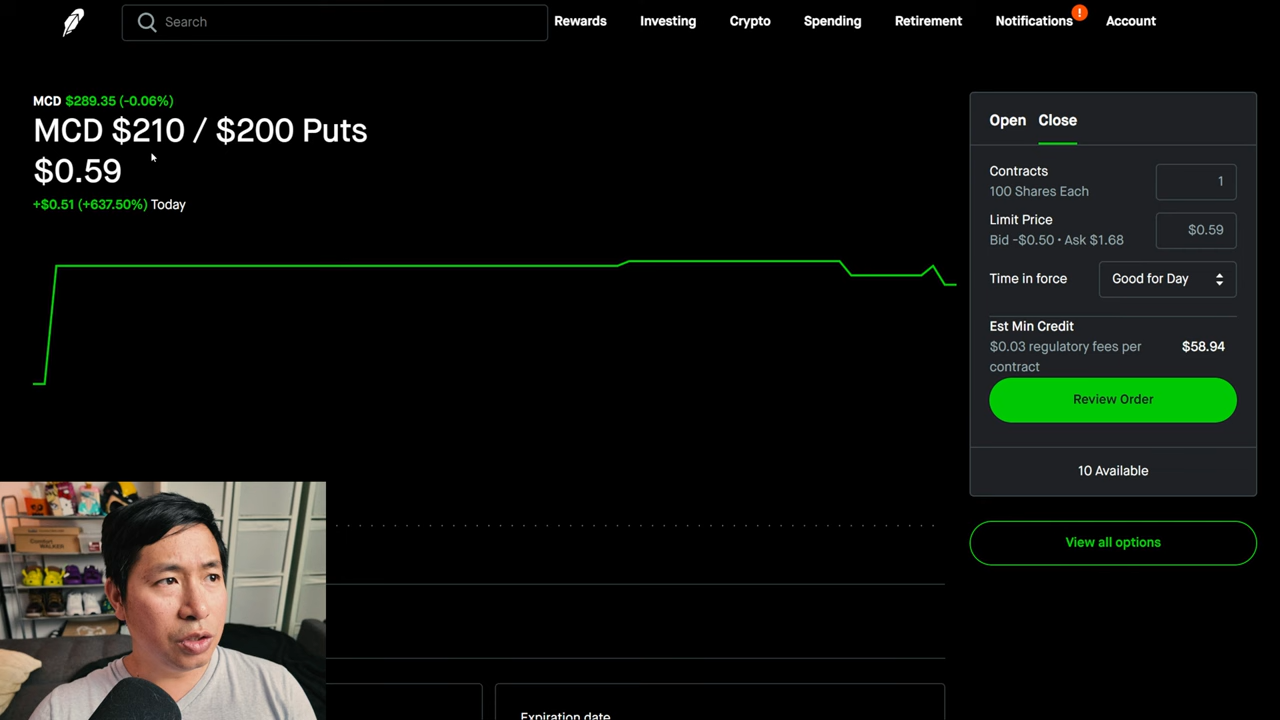 Search
Rewards
Investing
Crypto
Spending
Retirement
Notifications
!
Account
MCD $289.35 (-0.06%)
MCD $210 / $200 Puts
$0.59
+$0.51 (+637.50%) Today
Open Close
Contracts
100 Shares Each
1
Limit Price
Bid -$0.50 • Ask $1.68
$0.59
Time in force
Good for Day
Est Min Credit
$0.03 regulatory fees per
contract
$58.94
Review Order
10 Available
View all options
Expiration date